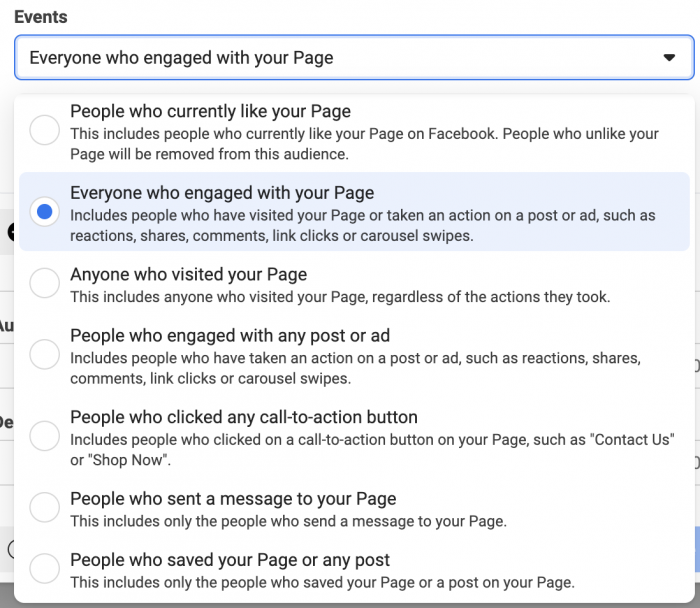 Events
Everyone who engaged with your Page
People who currently like your Page
This includes people who currently like your Page on Facebook. People who unlike your
Page will be removed from this audience.
Everyone who engaged with your Page
Includes people who have visited your Page or taken an action on a post or ad, such as
reactions, shares, comments, link clicks or carousel swipes.
Anyone who visited your Page
This includes anyone who visited your Page, regardless of the actions they took.
People who engaged with any post or ad
Includes people who have taken an action on a post or ad, such as reactions, shares,
comments, link clicks or carousel swipes.
People who clicked any call-to-action button
Includes people who clicked on a call-to-action button on your Page, such as "Contact Us"
or "Shop Now".
People who sent a message to your Page
This includes only the people who send a message to your Page.
People who saved your Page or any post
This includes only the people who saved your Page or a post on your Page.